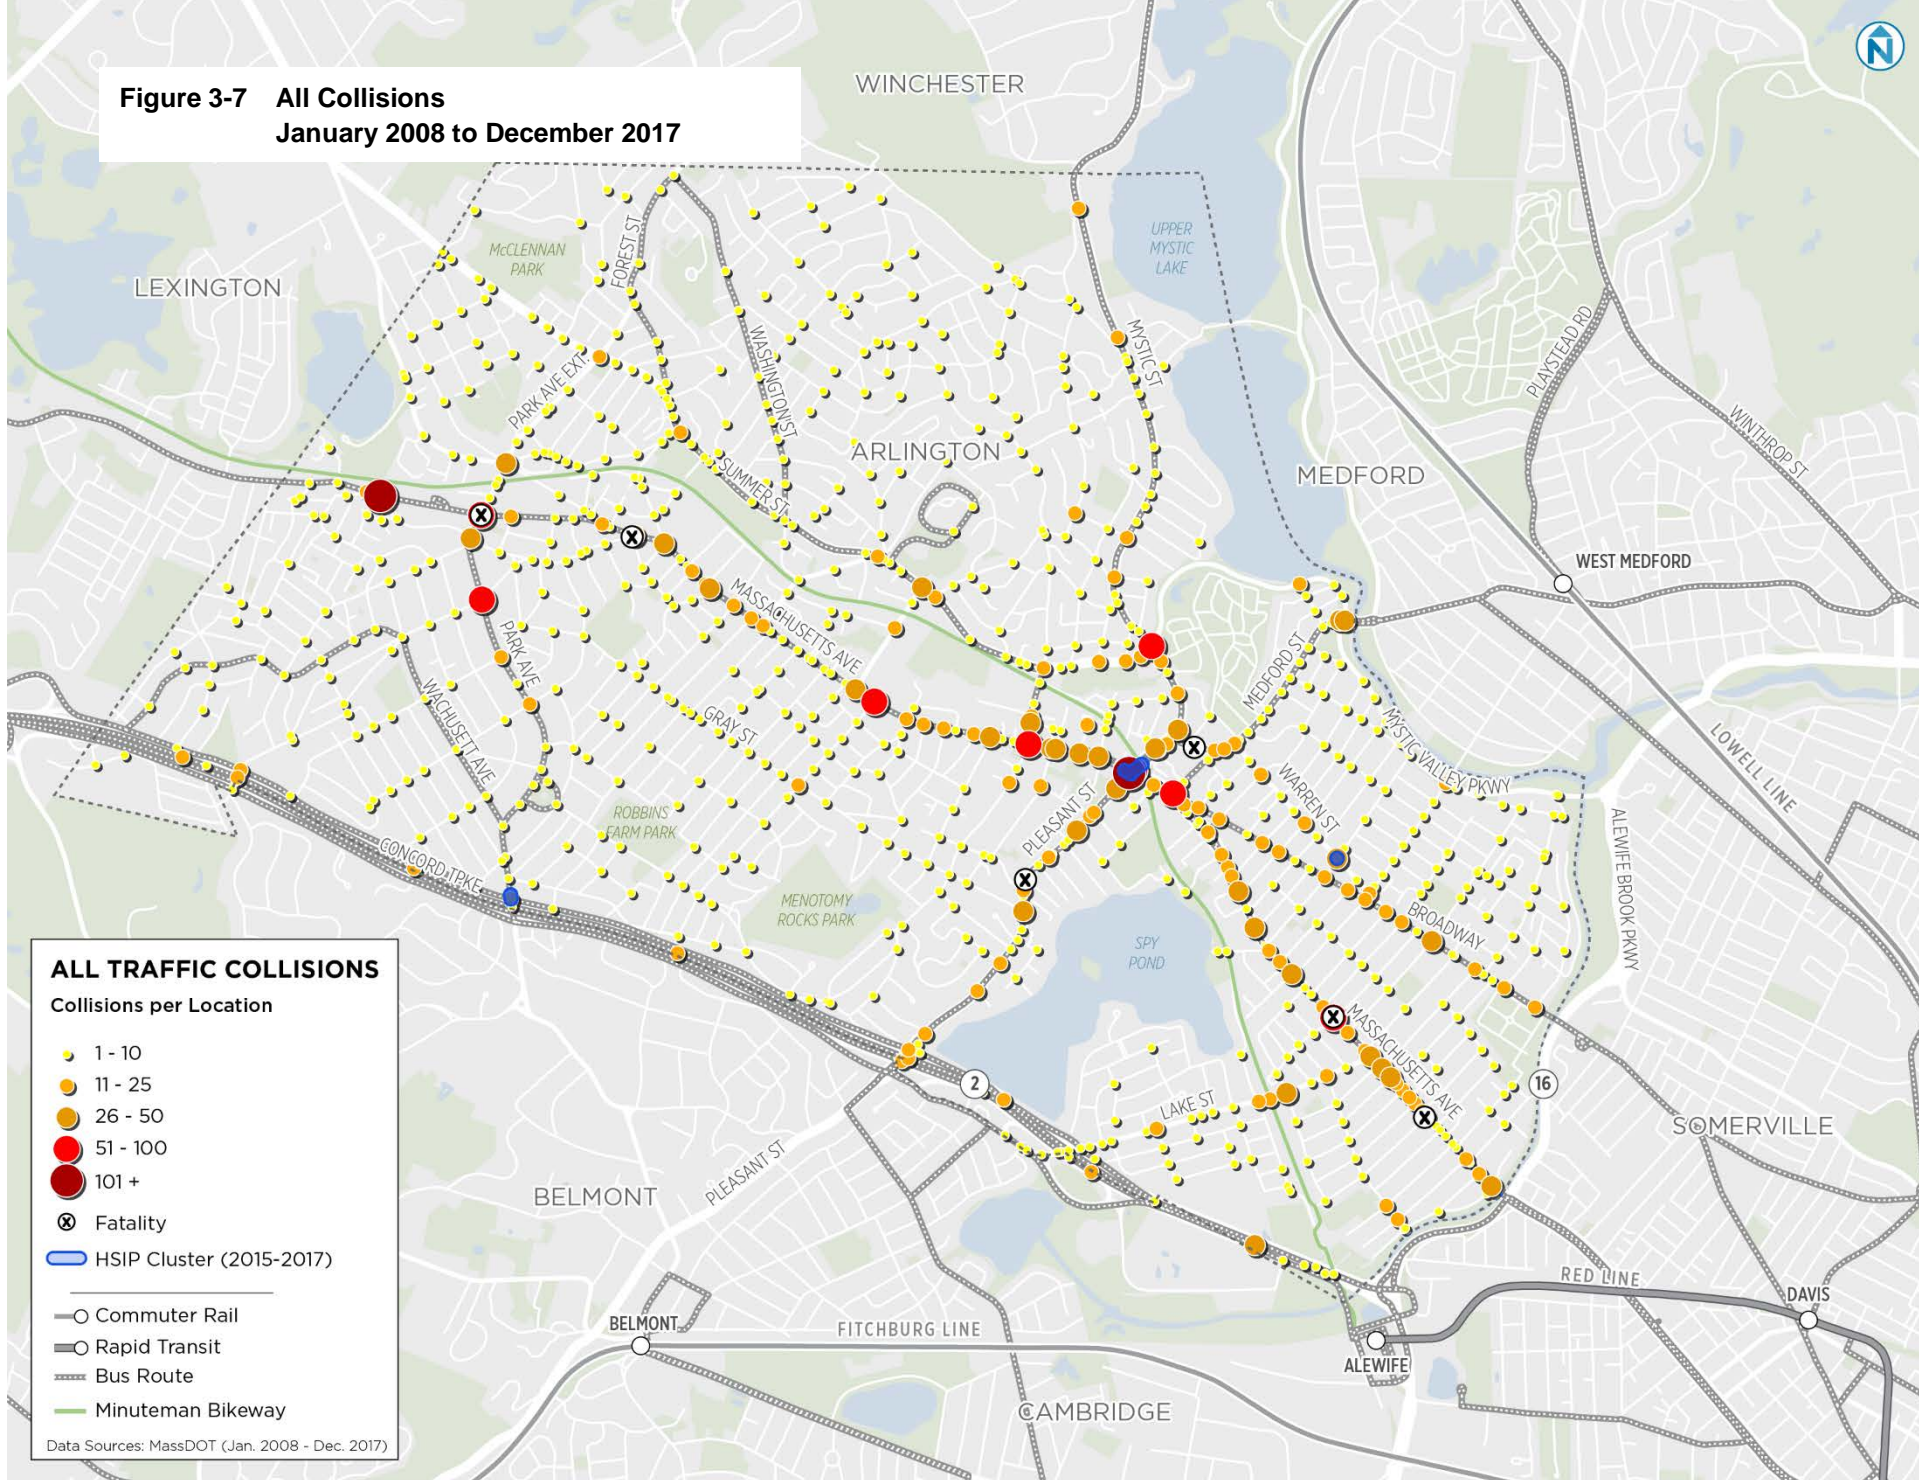 Figure 3-7 All Collisions
January 2008 to December 2017
N
WINCHESTER
UPPER
MYSTIC
LAKE
McCLENNAN
PARK
FOREST ST
LEXINGTON
PARK AVE EXT.
WASHINGTON ST
MYSTIC ST
PLAYSTEAD RD
WINTHROP ST
ARLINGTON
MEDFORD
SUMMER ST
WEST MEDFORD
MASSACHUSETTS AVE
PARK AVE
WACHUSETT AVE
GRAY ST
MEDFORD ST
MYSTIC VALLEY PKWY
LOWELL LINE
WARREN ST
ROBBINS
FARM PARK
PLEASANT ST
ALEWIFE BROOK PKWY
CONCORD TPKE
MENOTOMY
ROCKS PARK
BROADWAY
SPY
POND
MASSACHUSETTS AVE
2
16
LAKE ST
SOMERVILLE
PLEASANT ST
BELMONT
RED LINE
DAVIS
BELMONT
FITCHBURG LINE
ALEWIFE
CAMBRIDGE
ALL TRAFFIC COLLISIONS
Collisions per Location
1 - 10
11 - 25
26 - 50
51 - 100
101 +
Fatality
HSIP Cluster (2015-2017)
Commuter Rail
Rapid Transit
Bus Route
Minuteman Bikeway
Data Sources: MassDOT (Jan. 2008 - Dec. 2017)